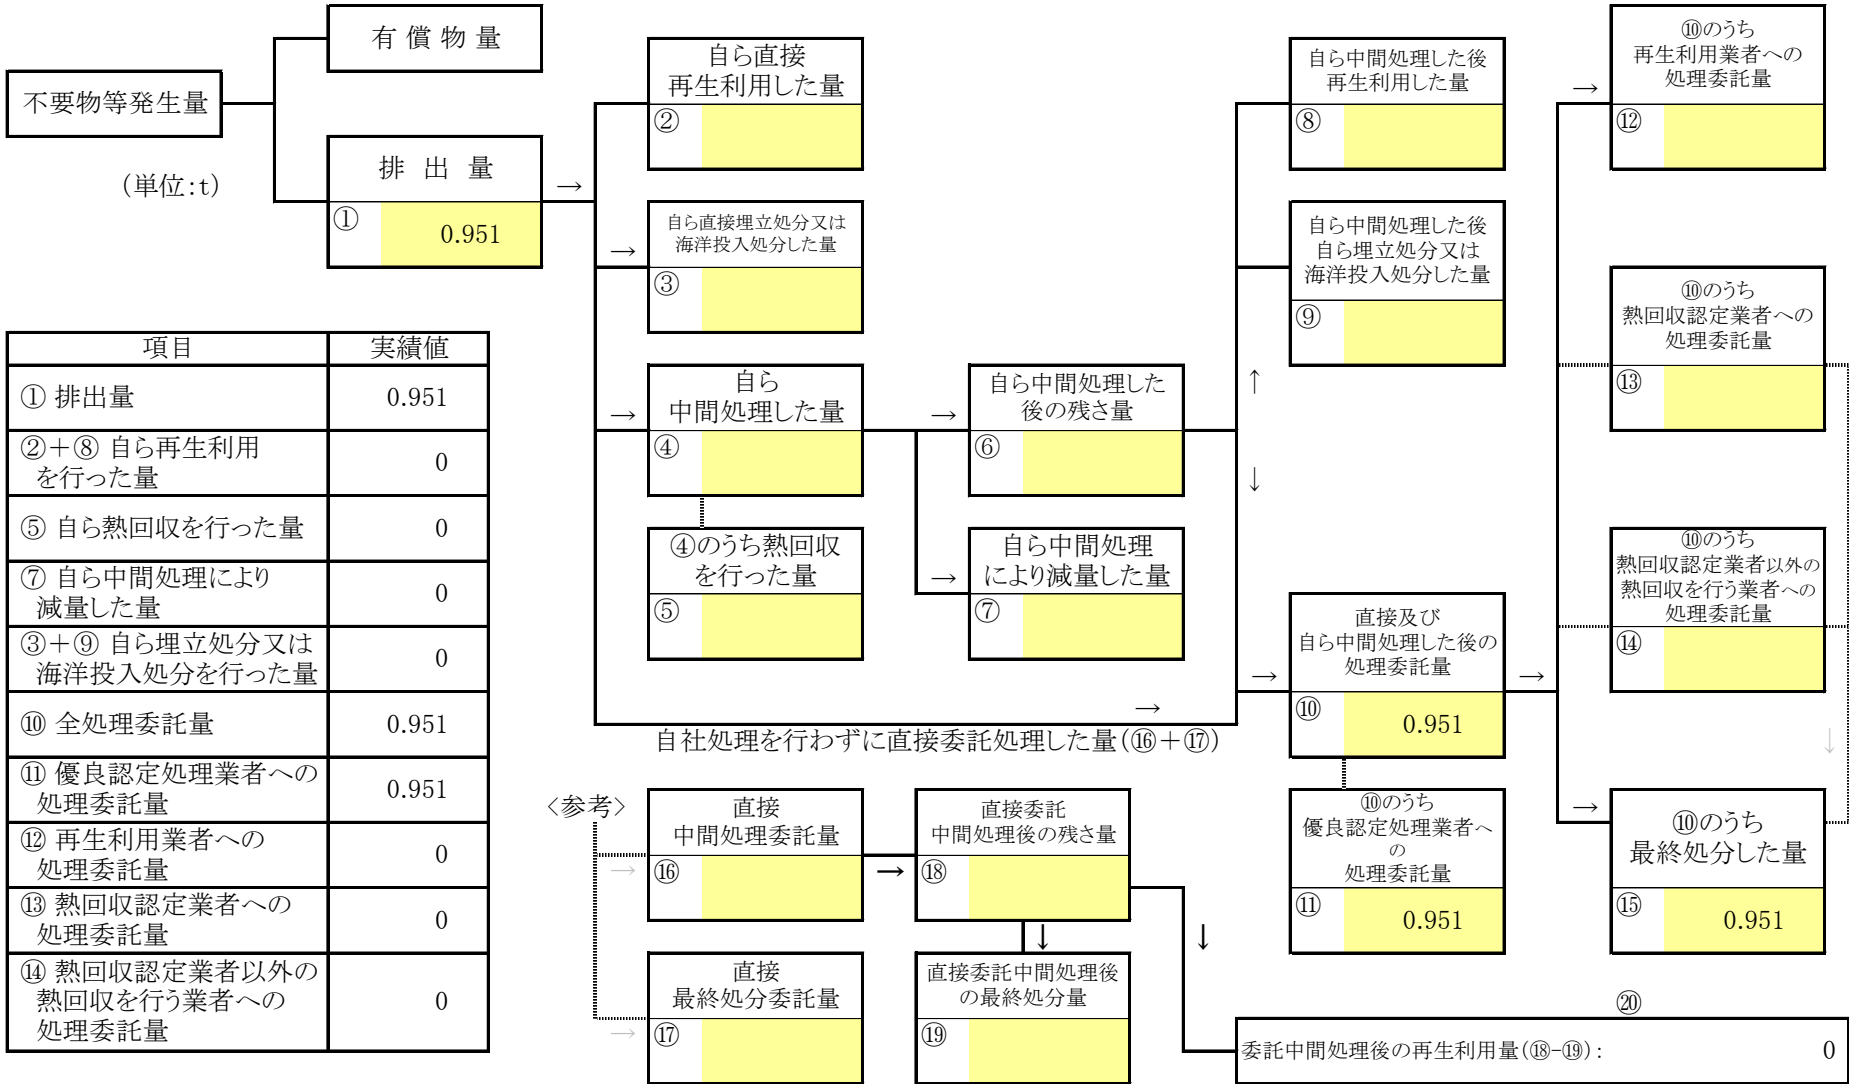 有償物量
不要物等発生量
(単位:t)
排出量
→
①
0.951
自ら直接
再生利用した量
②
→
自ら直接埋立処分又は
海洋投入処分した量
③
→
自ら
中間処理した量
④
④のうち熱回収
を行った量
⑤
→
自ら中間処理した
後の残さ量
⑥
→
自ら中間処理
により減量した量
⑦
↑
↓
自ら中間処理した後
再生利用した量
⑧
自ら中間処理した後
自ら埋立処分又は
海洋投入処分した量
⑨
→
自社処理を行わずに直接委託処理した量(⑯+⑰)
→
直接及び
自ら中間処理した後の
処理委託量
⑩
0.951
⑩のうち
優良認定処理業者へ
の
処理委託量
⑪
0.951
→
→
⑩のうち
再生利用業者への
処理委託量
⑫
⑩のうち
熱回収認定業者への
処理委託量
⑬
⑩のうち
熱回収認定業者以外の
熱回収を行う業者への
処理委託量
⑭
↓
→
⑩のうち
最終処分した量
⑮
0.951
項目 実績値
① 排出量 0.951
②+⑧ 自ら再生利用
を行った量 0
⑤ 自ら熱回収を行った量 0
⑦ 自ら中間処理により
減量した量 0
③+⑨ 自ら埋立処分又は
海洋投入処分を行った量 0
⑩ 全処理委託量 0.951
⑪ 優良認定処理業者への
処理委託量 0.951
⑫ 再生利用業者への
処理委託量 0
⑬ 熱回収認定業者への
処理委託量 0
⑭ 熱回収認定業者以外の
熱回収を行う業者への
処理委託量 0
<参考>
→
直接
中間処理委託量
⑯
→
直接委託
中間処理後の残さ量
⑱
↓
↓
→
直接
最終処分委託量
⑰
直接委託中間処理後
の最終処分量
⑲
⑳
委託中間処理後の再生利用量(⑱-⑲): 0